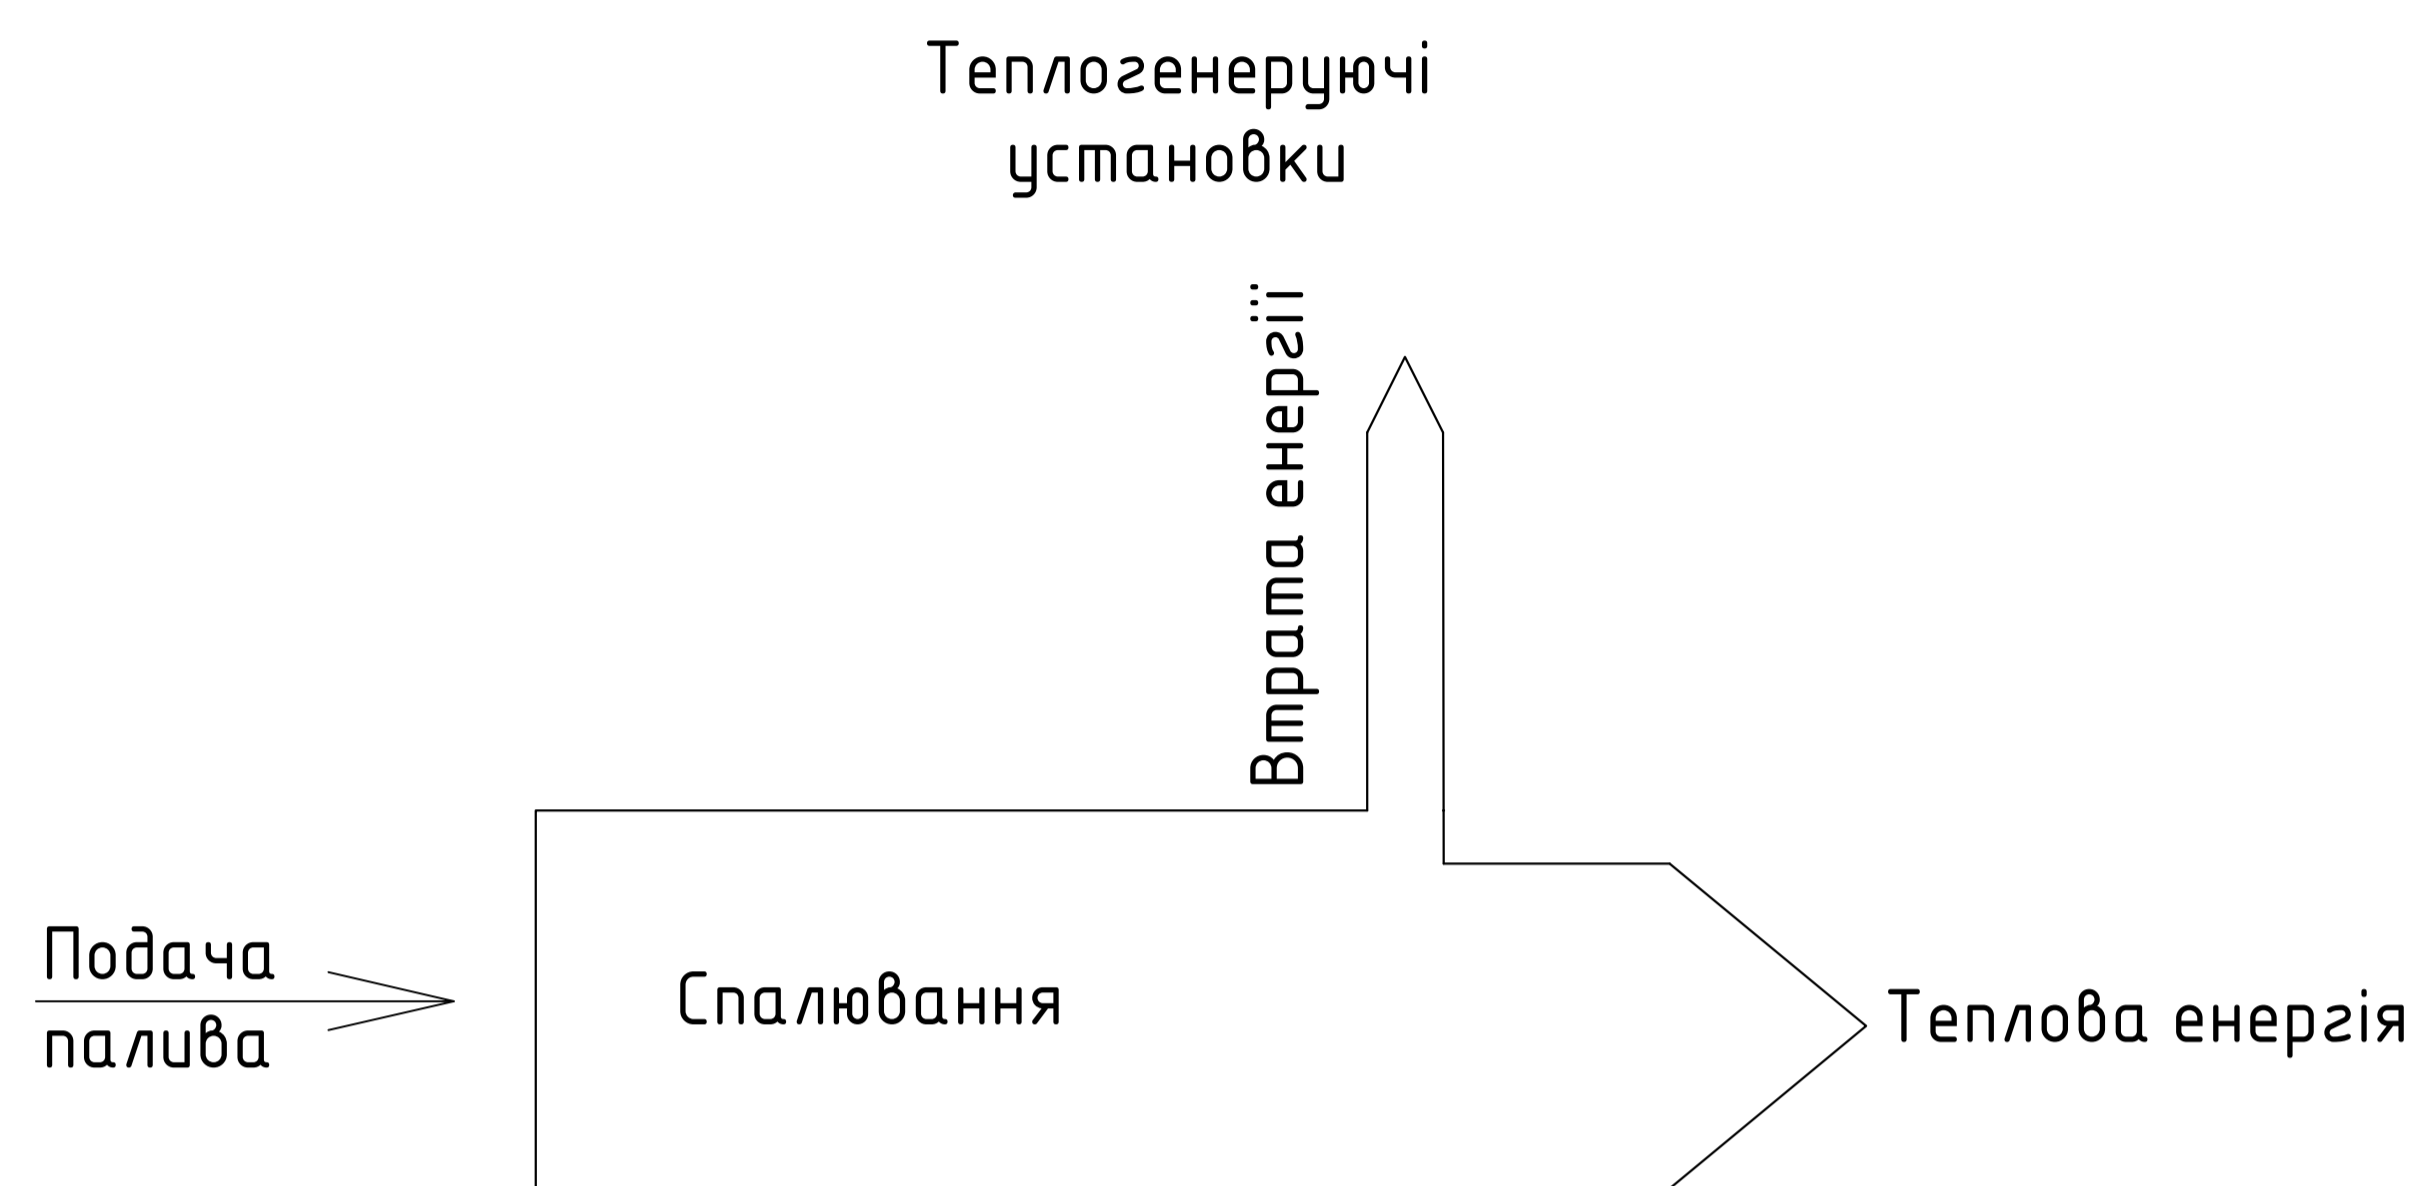 Теплогенеруючі
установки
Втрата енергії
Подача
палива
Спалювання
Теплова енергія